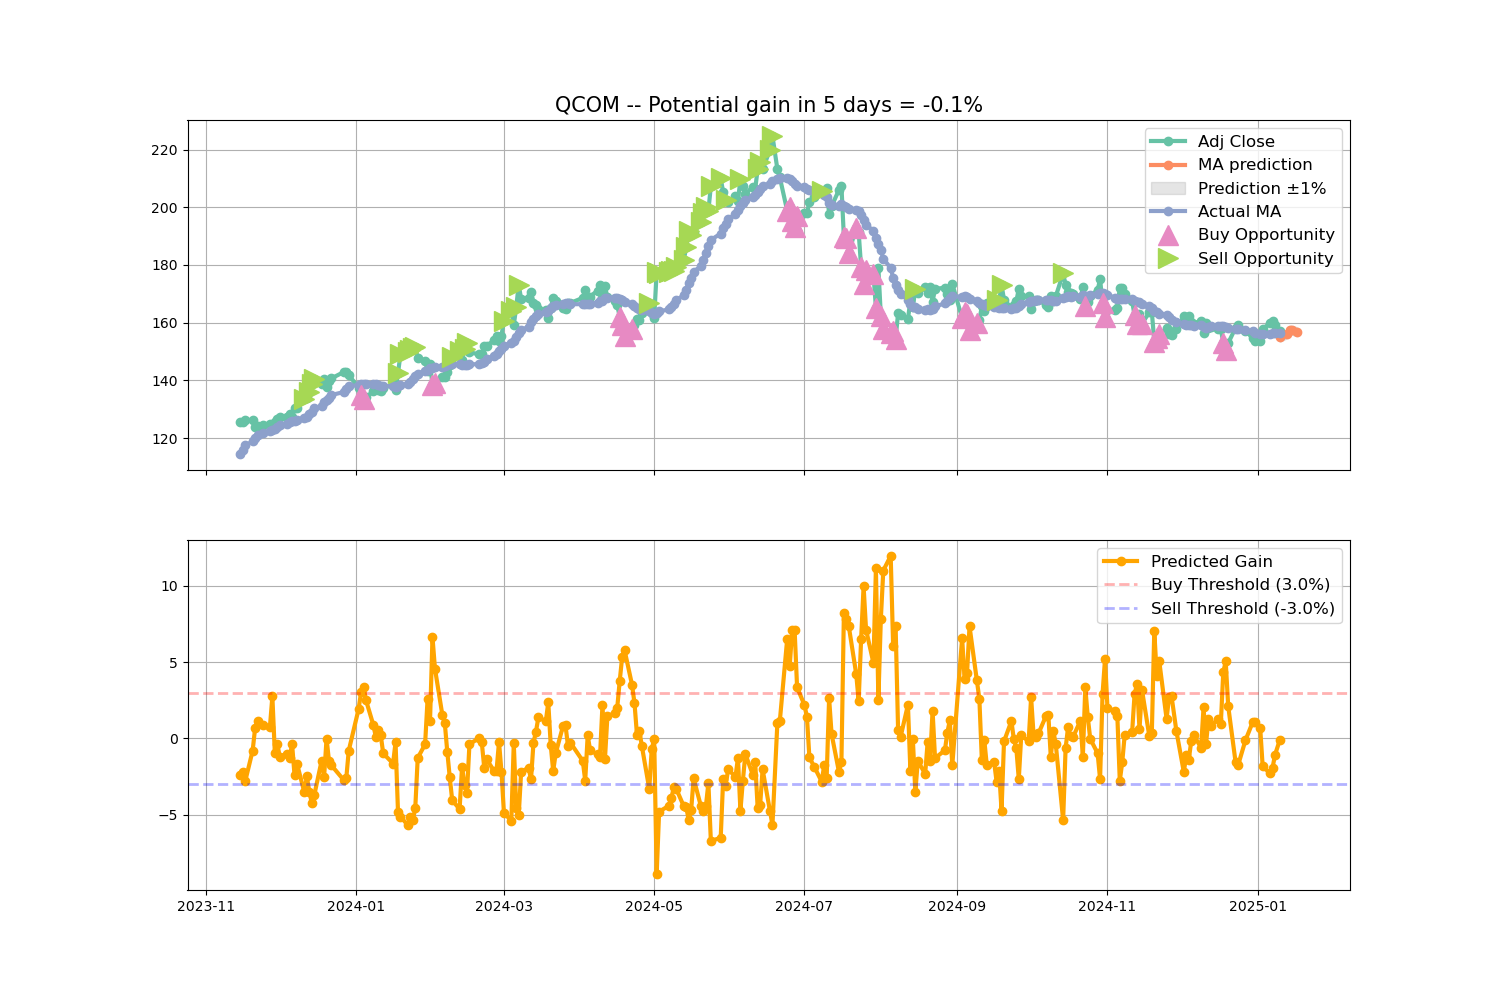 QCOM -- Potential gain in 5 days = -0.1%
220
200
180
160
140
120
Adj Close
MA prediction
Prediction ±1%
Actual MA
Buy Opportunity
Sell Opportunity
10
5
0
−5
Predicted Gain
Buy Threshold (3.0%)
Sell Threshold (-3.0%)
2023-11
2024-01
2024-03
2024-05
2024-07
2024-09
2024-11
2025-01